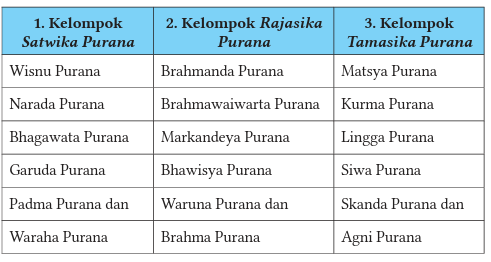 1. Kelompok Satwika Purana | 2. Kelompok Rajasika Purana | 3. Kelompok Tamasika Purana
Wisnu Purana | Brahmanda Purana | Matsya Purana
Narada Purana | Brahmawaiwarta Purana | Kurma Purana
Bhagawata Purana | Markandeya Purana | Lingga Purana
Garuda Purana | Bhawisya Purana | Siwa Purana
Padma Purana dan | Waruna Purana dan | Skanda Purana dan
Waraha Purana | Brahma Purana | Agni Purana